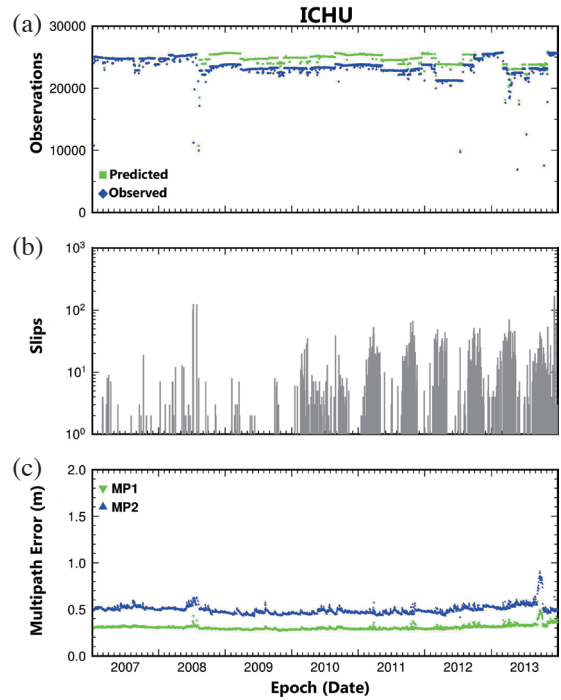 ICHU
(a)
30000
20000
10000
0
Observations
Predicted
Observed
(b)
10³
10²
10¹
10⁰
Slips
(c)
2.0
1.5
1.0
0.5
0.0
Multipath Error (m)
MP1
MP2
2007 2008 2009 2010 2011 2012 2013
Epoch (Date)